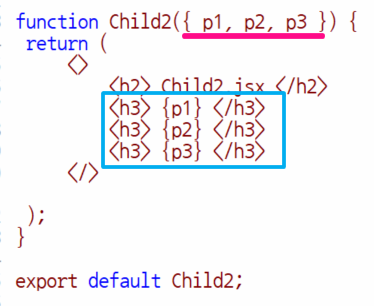 function Child2({ p1, p2, p3 }) {
return (
<>
<h2> Child2.jsx </h2>
<h3> {p1} </h3>
<h3> {p2} </h3>
<h3> {p3} </h3>
</>
);
}
export default Child2;